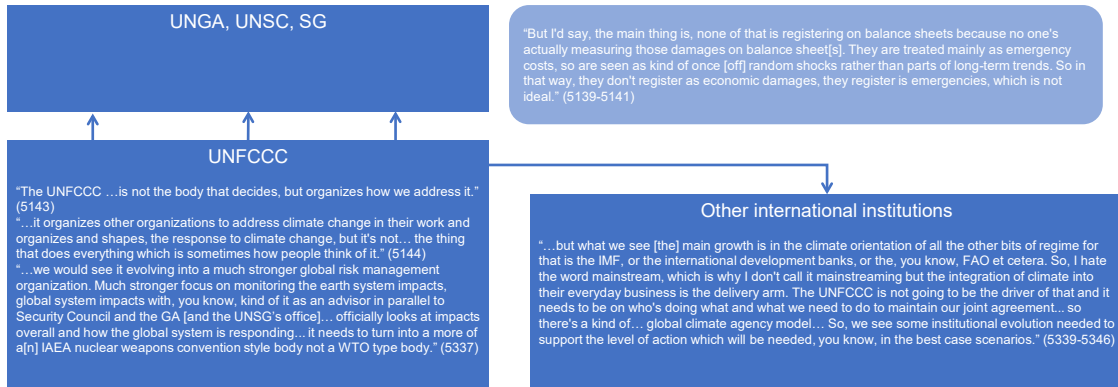 UNGA, UNSC, SG
“But I'd say, the main thing is, none of that is registering on balance sheets because no one's
actually measuring those damages on balance sheet[s]. They are treated mainly as emergency
costs, so are seen as kind of once [off] random shocks rather than parts of long-term trends. So in
that way, they don't register as economic damages, they register is emergencies, which is not
ideal.” (5139-5141)
UNFCCC
“The UNFCCC …is not the body that decides, but organizes how we address it.”
(5143)
“…it organizes other organizations to address climate change in their work and
organizes and shapes, the response to climate change, but it's not… the thing
that does everything which is sometimes how people think of it.” (5144)
“…we would see it evolving into a much stronger global risk management
organization. Much stronger focus on monitoring the earth system impacts,
global system impacts with, you know, kind of it as an advisor in parallel to
Security Council and the GA [and the UNSG’s office]… officially looks at impacts
overall and how the global system is responding... it needs to turn into a more of
a[n] IAEA nuclear weapons convention style body not a WTO type body.” (5337)
Other international institutions
“…but what we see [the] main growth is in the climate orientation of all the other bits of regime for
that is the IMF, or the international development banks, or the, you know, FAO et cetera. So, I hate
the word mainstream, which is why I don't call it mainstreaming but the integration of climate into
their everyday business is the delivery arm. The UNFCCC is not going to be the driver of that and it
needs to be on who's doing what and what we need to do to maintain our joint agreement... so
there's a kind of… global climate agency model… So, we see some institutional evolution needed to
support the level of action which will be needed, you know, in the best case scenarios.” (5339-5346)